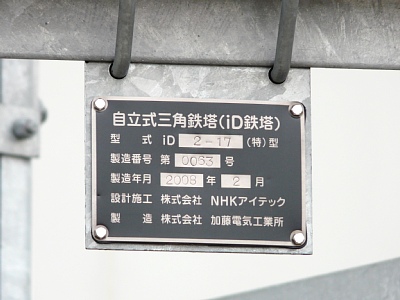 自立式三角鉄塔(iD鉄塔)
型式 iD 2-17 (特)型
製造番号 第 0063 号
製造年月 2008 年 2 月
設計施工 株式会社 NHKアイテック
製造 株式会社 加藤電気工業所